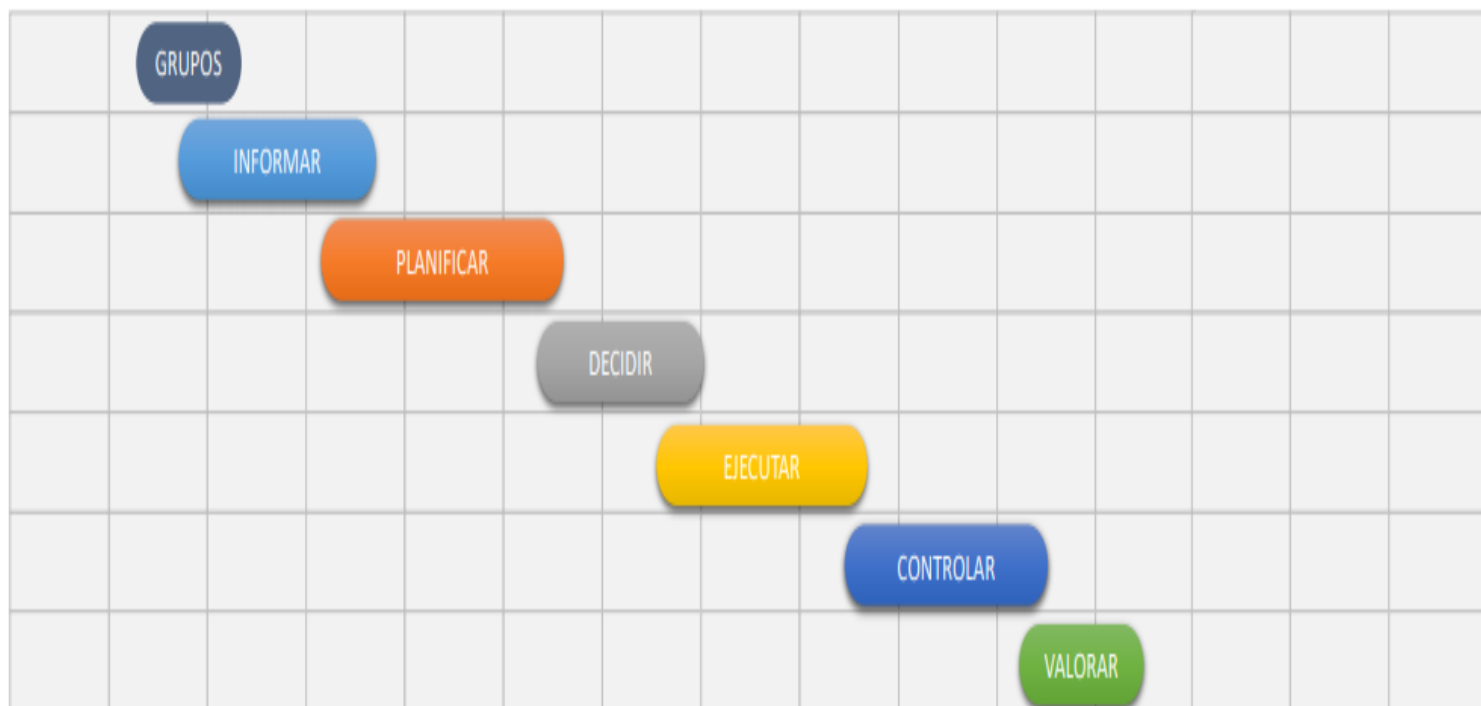 GRUPOS
INFORMAR
PLANIFICAR
DECIDIR
EJECUTAR
CONTROLAR
VALORAR